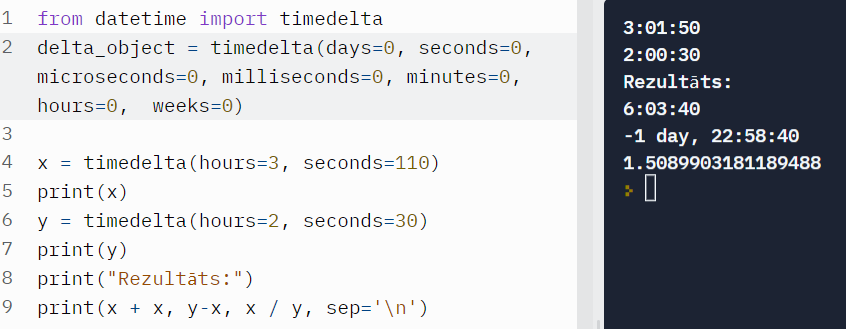 1 from datetime import timedelta
2 delta_object = timedelta(days=0, seconds=0,
microseconds=0, milliseconds=0, minutes=0,
hours=0,  weeks=0)
3
4 x = timedelta(hours=3, seconds=110)
5 print(x)
6 y = timedelta(hours=2, seconds=30)
7 print(y)
8 print("Rezultāts:")
9 print(x + x, y-x, x / y, sep='\n')
3:01:50
2:00:30
Rezultāts:
6:03:40
-1 day, 22:58:40
1.5089903181189488